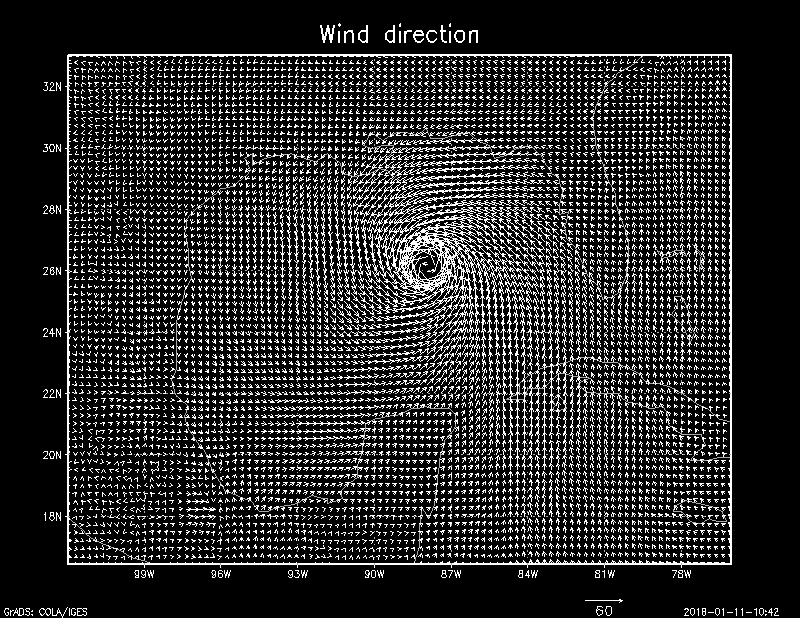 Wind direction
32N
30N
28N
26N
24N
22N
20N
18N
99W 96W 93W 90W 87W 84W 81W 78W
60
GrADS: COLA/IGES 2018-01-11-10:42